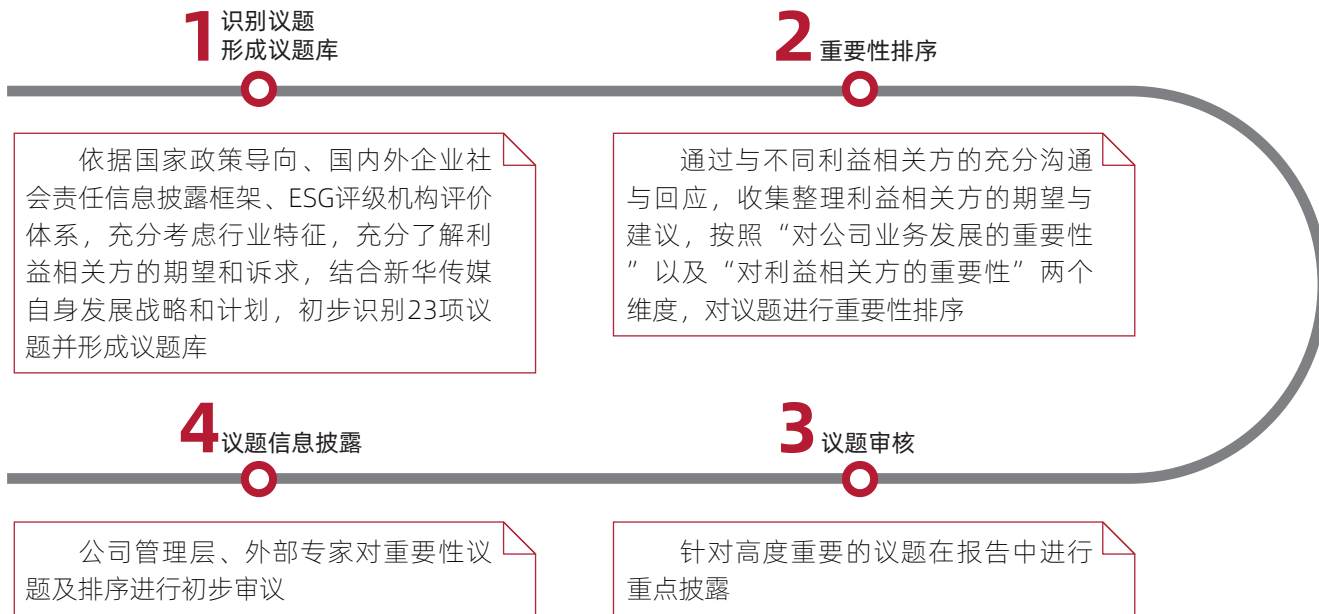 1 识别议题
形成议题库
依据国家政策导向、国内外企业社
会责任信息披露框架、ESG评级机构评价
体系，充分考虑行业特征，充分了解利
益相关方的期望和诉求，结合新华传媒
自身发展战略和计划，初步识别23项议
题并形成议题库
2 重要性排序
通过与不同利益相关方的充分沟通
与回应，收集整理利益相关方的期望与
建议，按照“对公司业务发展的重要性
”以及“对利益相关方的重要性”两个
维度，对议题进行重要性排序
3 议题审核
针对高度重要的议题在报告中进行
重点披露
4 议题信息披露
公司管理层、外部专家对重要性议
题及排序进行初步审议